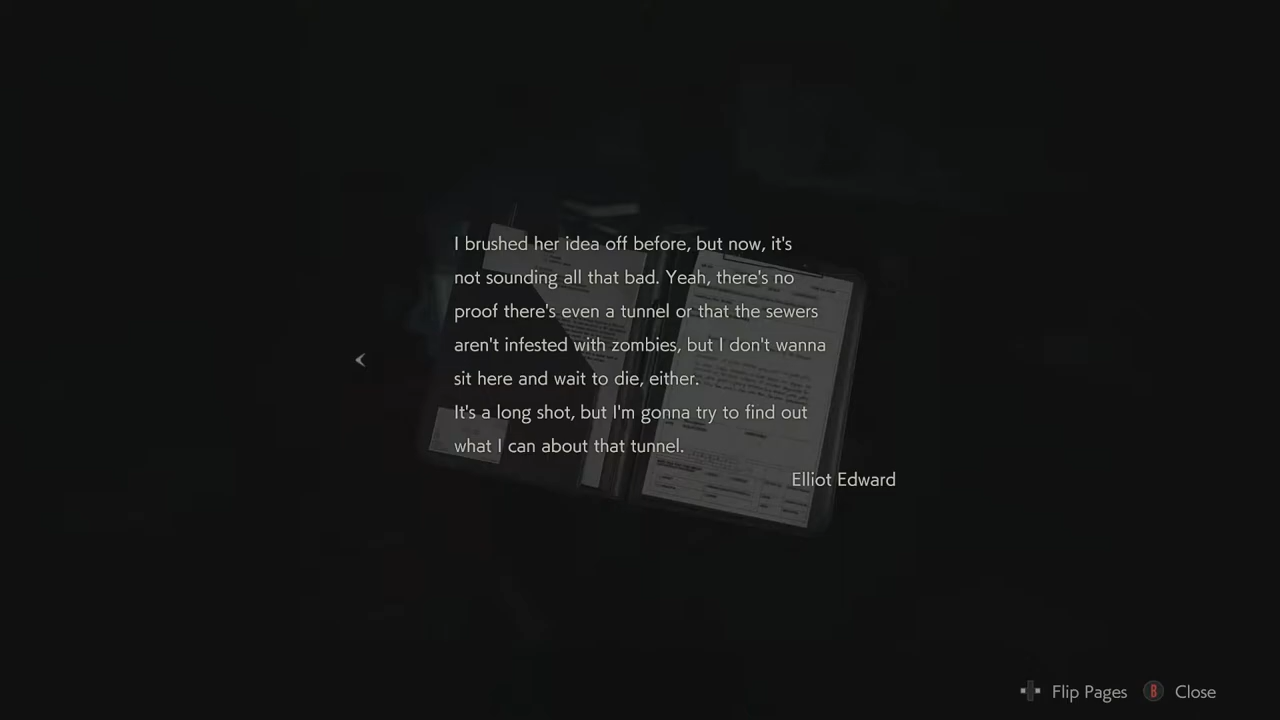 I brushed her idea off before, but now, it's
not sounding all that bad. Yeah, there's no
proof there's even a tunnel or that the sewers
aren't infested with zombies, but I don't wanna
sit here and wait to die, either.
It's a long shot, but I'm gonna try to find out
what I can about that tunnel.
Elliot Edward
Flip Pages B Close